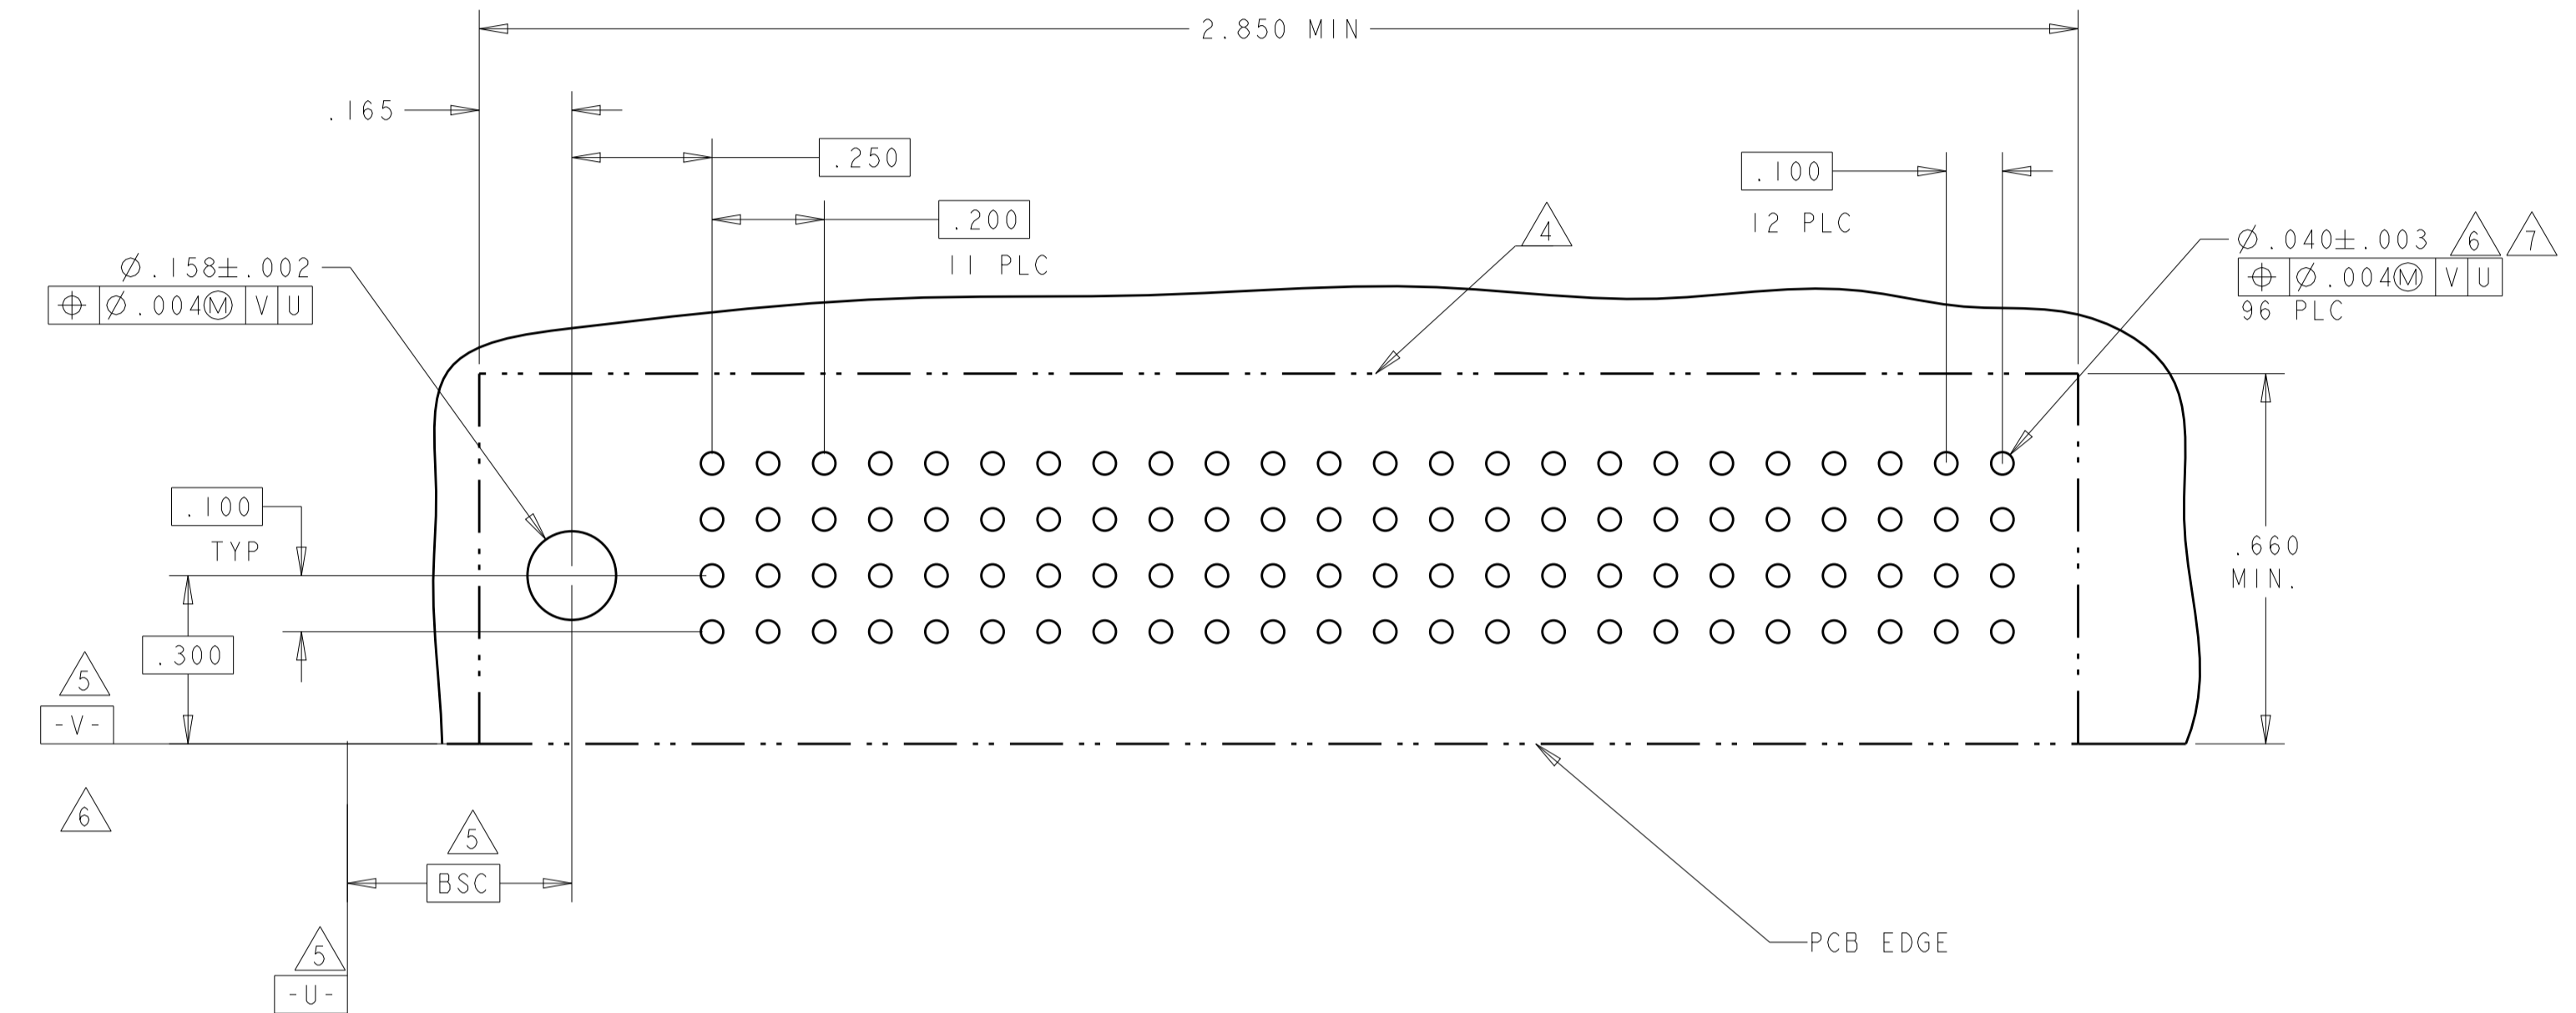 2.850 MIN
.165
.250
.100
12 PLC
.200
11 PLC
4
Ø.040±.003 6 7
⌖ Ø.004Ⓜ V U
96 PLC
Ø.158±.002
⌖ Ø.004Ⓜ V U
.100
TYP
.660
MIN.
.300
5
-V-
6
5
BSC
5
-U-
PCB EDGE